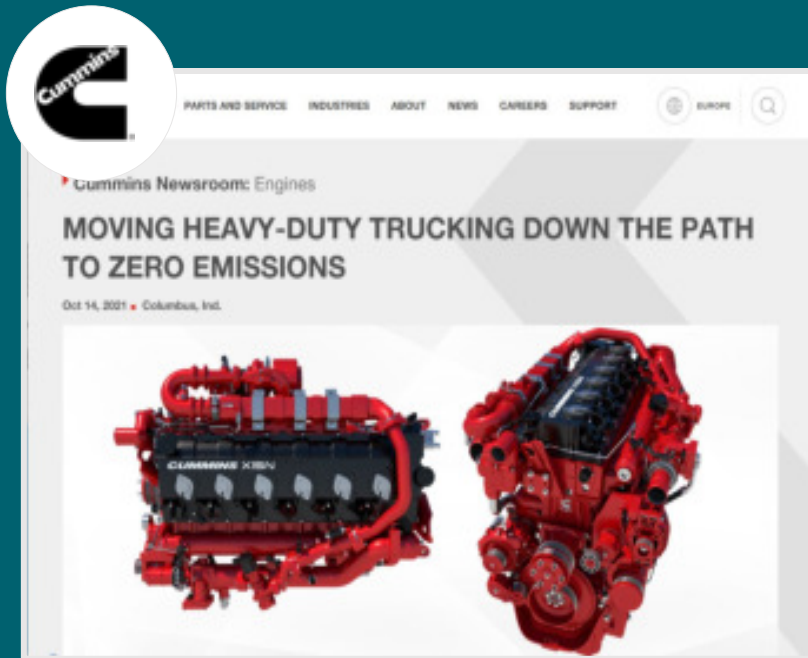 Cummins
PARTS AND SERVICE INDUSTRIES ABOUT NEWS CAREERS SUPPORT EUROPE
Cummins Newsroom: Engines
MOVING HEAVY-DUTY TRUCKING DOWN THE PATH
TO ZERO EMISSIONS
Oct 14, 2021 ▪ Columbus, Ind.
CUMMINS X15N